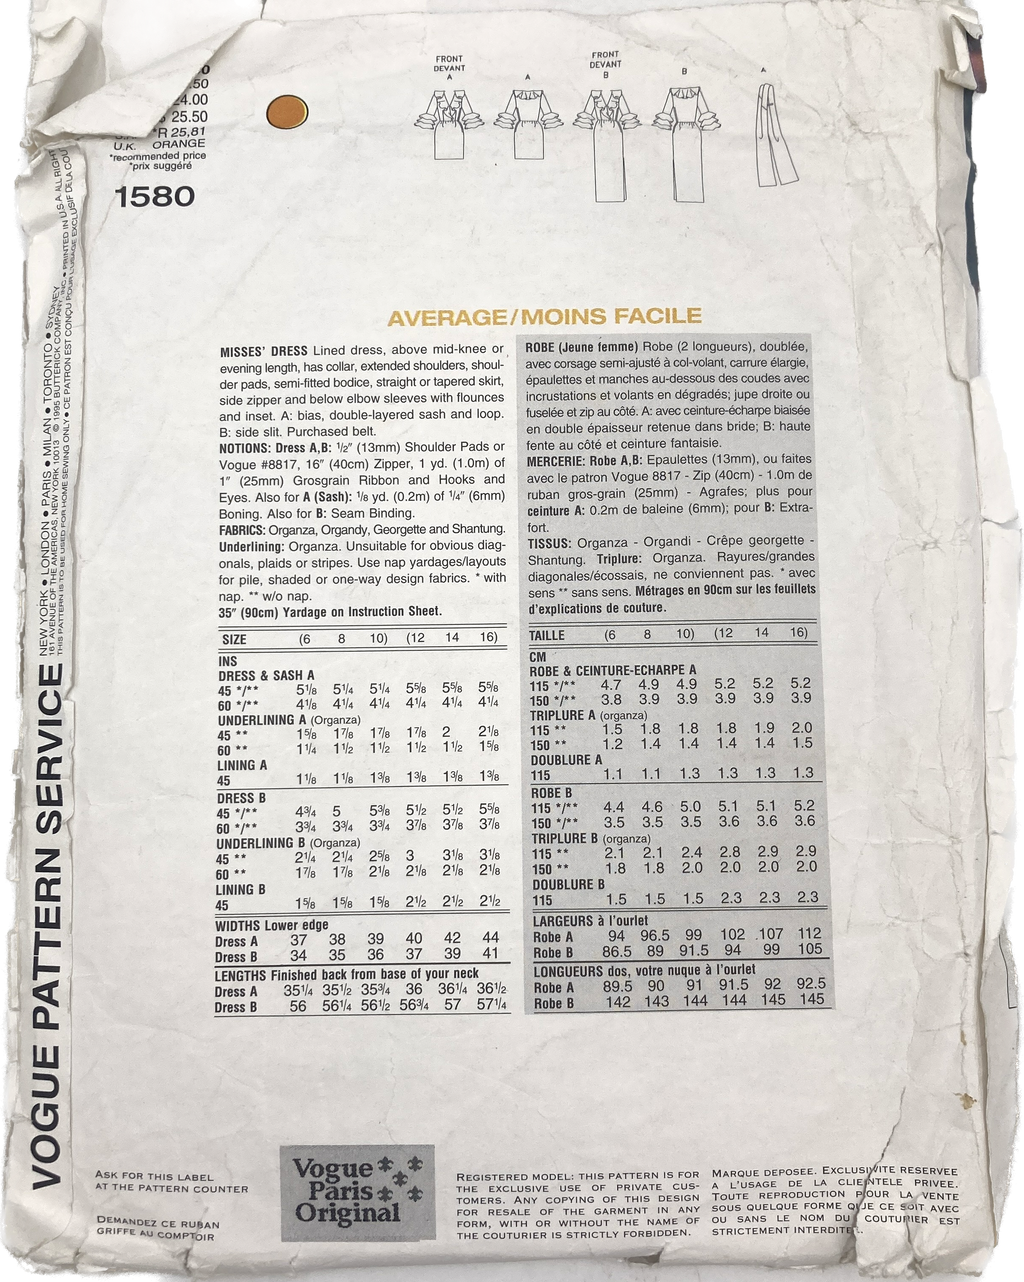 0
.50
4.00
$ 25.50
*R 25,81
U.K. ORANGE
*recommended price
*prix suggéré
1580
FRONT
DEVANT
A
A
FRONT
DEVANT
B
B
A
AVERAGE/MOINS FACILE
MISSES' DRESS Lined dress, above mid-knee or
evening length, has collar, extended shoulders, shoul-
der pads, semi-fitted bodice, straight or tapered skirt,
side zipper and below elbow sleeves with flounces
and inset. A: bias, double-layered sash and loop.
B: side slit. Purchased belt.
NOTIONS: Dress A,B: 1/2" (13mm) Shoulder Pads or
Vogue #8817, 16" (40cm) Zipper, 1 yd. (1.0m) of
1" (25mm) Grosgrain Ribbon and Hooks and
Eyes. Also for A (Sash): 1/8 yd. (0.2m) of 1/4" (6mm)
Boning. Also for B: Seam Binding.
FABRICS: Organza, Organdy, Georgette and Shantung.
Underlining: Organza. Unsuitable for obvious diag-
onals, plaids or stripes. Use nap yardages/layouts
for pile, shaded or one-way design fabrics. * with
nap. ** w/o nap.
35" (90cm) Yardage on Instruction Sheet.
SIZE (6 8 10) (12 14 16)
INS
DRESS & SASH A
45 */** 5 1/8 5 1/4 5 1/4 5 5/8 5 5/8 5 5/8
60 */** 4 1/8 4 1/4 4 1/4 4 1/4 4 1/4 4 1/4
UNDERLINING A (Organza)
45 ** 1 5/8 1 7/8 1 7/8 1 7/8 2 2 1/8
60 ** 1 1/4 1 1/2 1 1/2 1 1/2 1 1/2 1 5/8
LINING A
45 1 1/8 1 1/8 1 3/8 1 3/8 1 3/8 1 3/8
DRESS B
45 */** 4 3/4 5 5 3/8 5 1/2 5 1/2 5 5/8
60 */** 3 3/4 3 3/4 3 3/4 3 7/8 3 7/8 3 7/8
UNDERLINING B (Organza)
45 ** 2 1/4 2 1/4 2 5/8 3 3 1/8 3 1/8
60 ** 1 7/8 1 7/8 2 1/8 2 1/8 2 1/8 2 1/8
LINING B
45 1 5/8 1 5/8 1 5/8 2 1/2 2 1/2 2 1/2
WIDTHS Lower edge
Dress A 37 38 39 40 42 44
Dress B 34 35 36 37 39 41
LENGTHS Finished back from base of your neck
Dress A 35 1/4 35 1/2 35 3/4 36 36 1/4 36 1/2
Dress B 56 56 1/4 56 1/2 56 3/4 57 57 1/4
ROBE (Jeune femme) Robe (2 longueurs), doublée,
avec corsage semi-ajusté à col-volant, carrure élargie,
épaulettes et manches au-dessous des coudes avec
incrustations et volants en dégradés; jupe droite ou
fuselée et zip au côté. A: avec ceinture-écharpe biaisée
en double épaisseur retenue dans bride; B: haute
fente au côté et ceinture fantaisie.
MERCERIE: Robe A,B: Epaulettes (13mm), ou faites
avec le patron Vogue 8817 - Zip (40cm) - 1.0m de
ruban gros-grain (25mm) - Agrafes; plus pour
ceinture A: 0.2m de baleine (6mm); pour B: Extra-
fort.
TISSUS: Organza - Organdi - Crêpe georgette -
Shantung. Triplure: Organza. Rayures/grandes
diagonales/écossais, ne conviennent pas. * avec
sens ** sans sens. Métrages en 90cm sur les feuillets
d'explications de couture.
TAILLE (6 8 10) (12 14 16)
CM
ROBE & CEINTURE-ECHARPE A
115 */** 4.7 4.9 4.9 5.2 5.2 5.2
150 */** 3.8 3.9 3.9 3.9 3.9 3.9
TRIPLURE A (organza)
115 ** 1.5 1.8 1.8 1.8 1.9 2.0
150 ** 1.2 1.4 1.4 1.4 1.4 1.5
DOUBLURE A
115 1.1 1.1 1.3 1.3 1.3 1.3
ROBE B
115 */** 4.4 4.6 5.0 5.1 5.1 5.2
150 */** 3.5 3.5 3.5 3.6 3.6 3.6
TRIPLURE B (organza)
115 ** 2.1 2.1 2.4 2.8 2.9 2.9
150 ** 1.8 1.8 2.0 2.0 2.0 2.0
DOUBLURE B
115 1.5 1.5 1.5 2.3 2.3 2.3
LARGEURS à l'ourlet
Robe A 94 96.5 99 102 107 112
Robe B 86.5 89 91.5 94 99 105
LONGUEURS dos, votre nuque à l'ourlet
Robe A 89.5 90 91 91.5 92 92.5
Robe B 142 143 144 144 145 145
VOGUE PATTERN SERVICE
NEW YORK • LONDON • PARIS • MILAN • TORONTO • SYDNEY
161 AVENUE OF THE AMERICAS, NEW YORK 10013 © 1995 BUTTERICK COMPANY, INC. • PRINTED IN U.S.A. ALL RIGH
THIS PATTERN IS TO BE USED FOR HOME SEWING ONLY • CE PATRON EST CONÇU POUR L'USAGE EXCLUSIF DE LA COU
ASK FOR THIS LABEL
AT THE PATTERN COUNTER
DEMANDEZ CE RUBAN
GRIFFE AU COMPTOIR
Vogue
Paris
Original
REGISTERED MODEL: THIS PATTERN IS FOR
THE EXCLUSIVE USE OF PRIVATE CUS-
TOMERS. ANY COPYING OF THIS DESIGN
FOR RESALE OF THE GARMENT IN ANY
FORM, WITH OR WITHOUT THE NAME OF
THE COUTURIER IS STRICTLY FORBIDDEN.
MARQUE DEPOSEE. EXCLUSIVITE RESERVEE
A L'USAGE DE LA CLIENTELE PRIVEE.
TOUTE REPRODUCTION POUR LA VENTE
SOUS QUELQUE FORME QUE CE SOIT AVEC
OU SANS LE NOM DU COUTURIER EST
STRICTEMENT INTERDITE.